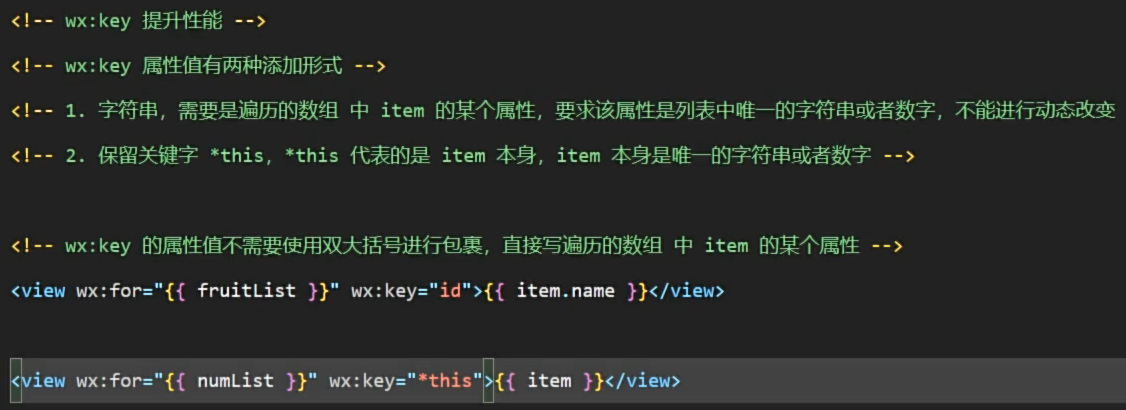 <!-- wx:key 提升性能 -->
<!-- wx:key 属性值有两种添加形式 -->
<!-- 1. 字符串，需要是遍历的数组 中 item 的某个属性，要求该属性是列表中唯一的字符串或者数字，不能进行动态改变
<!-- 2. 保留关键字 *this，*this 代表的是 item 本身，item 本身是唯一的字符串或者数字 -->
<!-- wx:key 的属性值不需要使用双大括号进行包裹，直接写遍历的数组 中 item 的某个属性 -->
<view wx:for="{{ fruitList }}" wx:key="id">{{ item.name }}</view>
<view wx:for="{{ numList }}" wx:key="*this">{{ item }}</view>